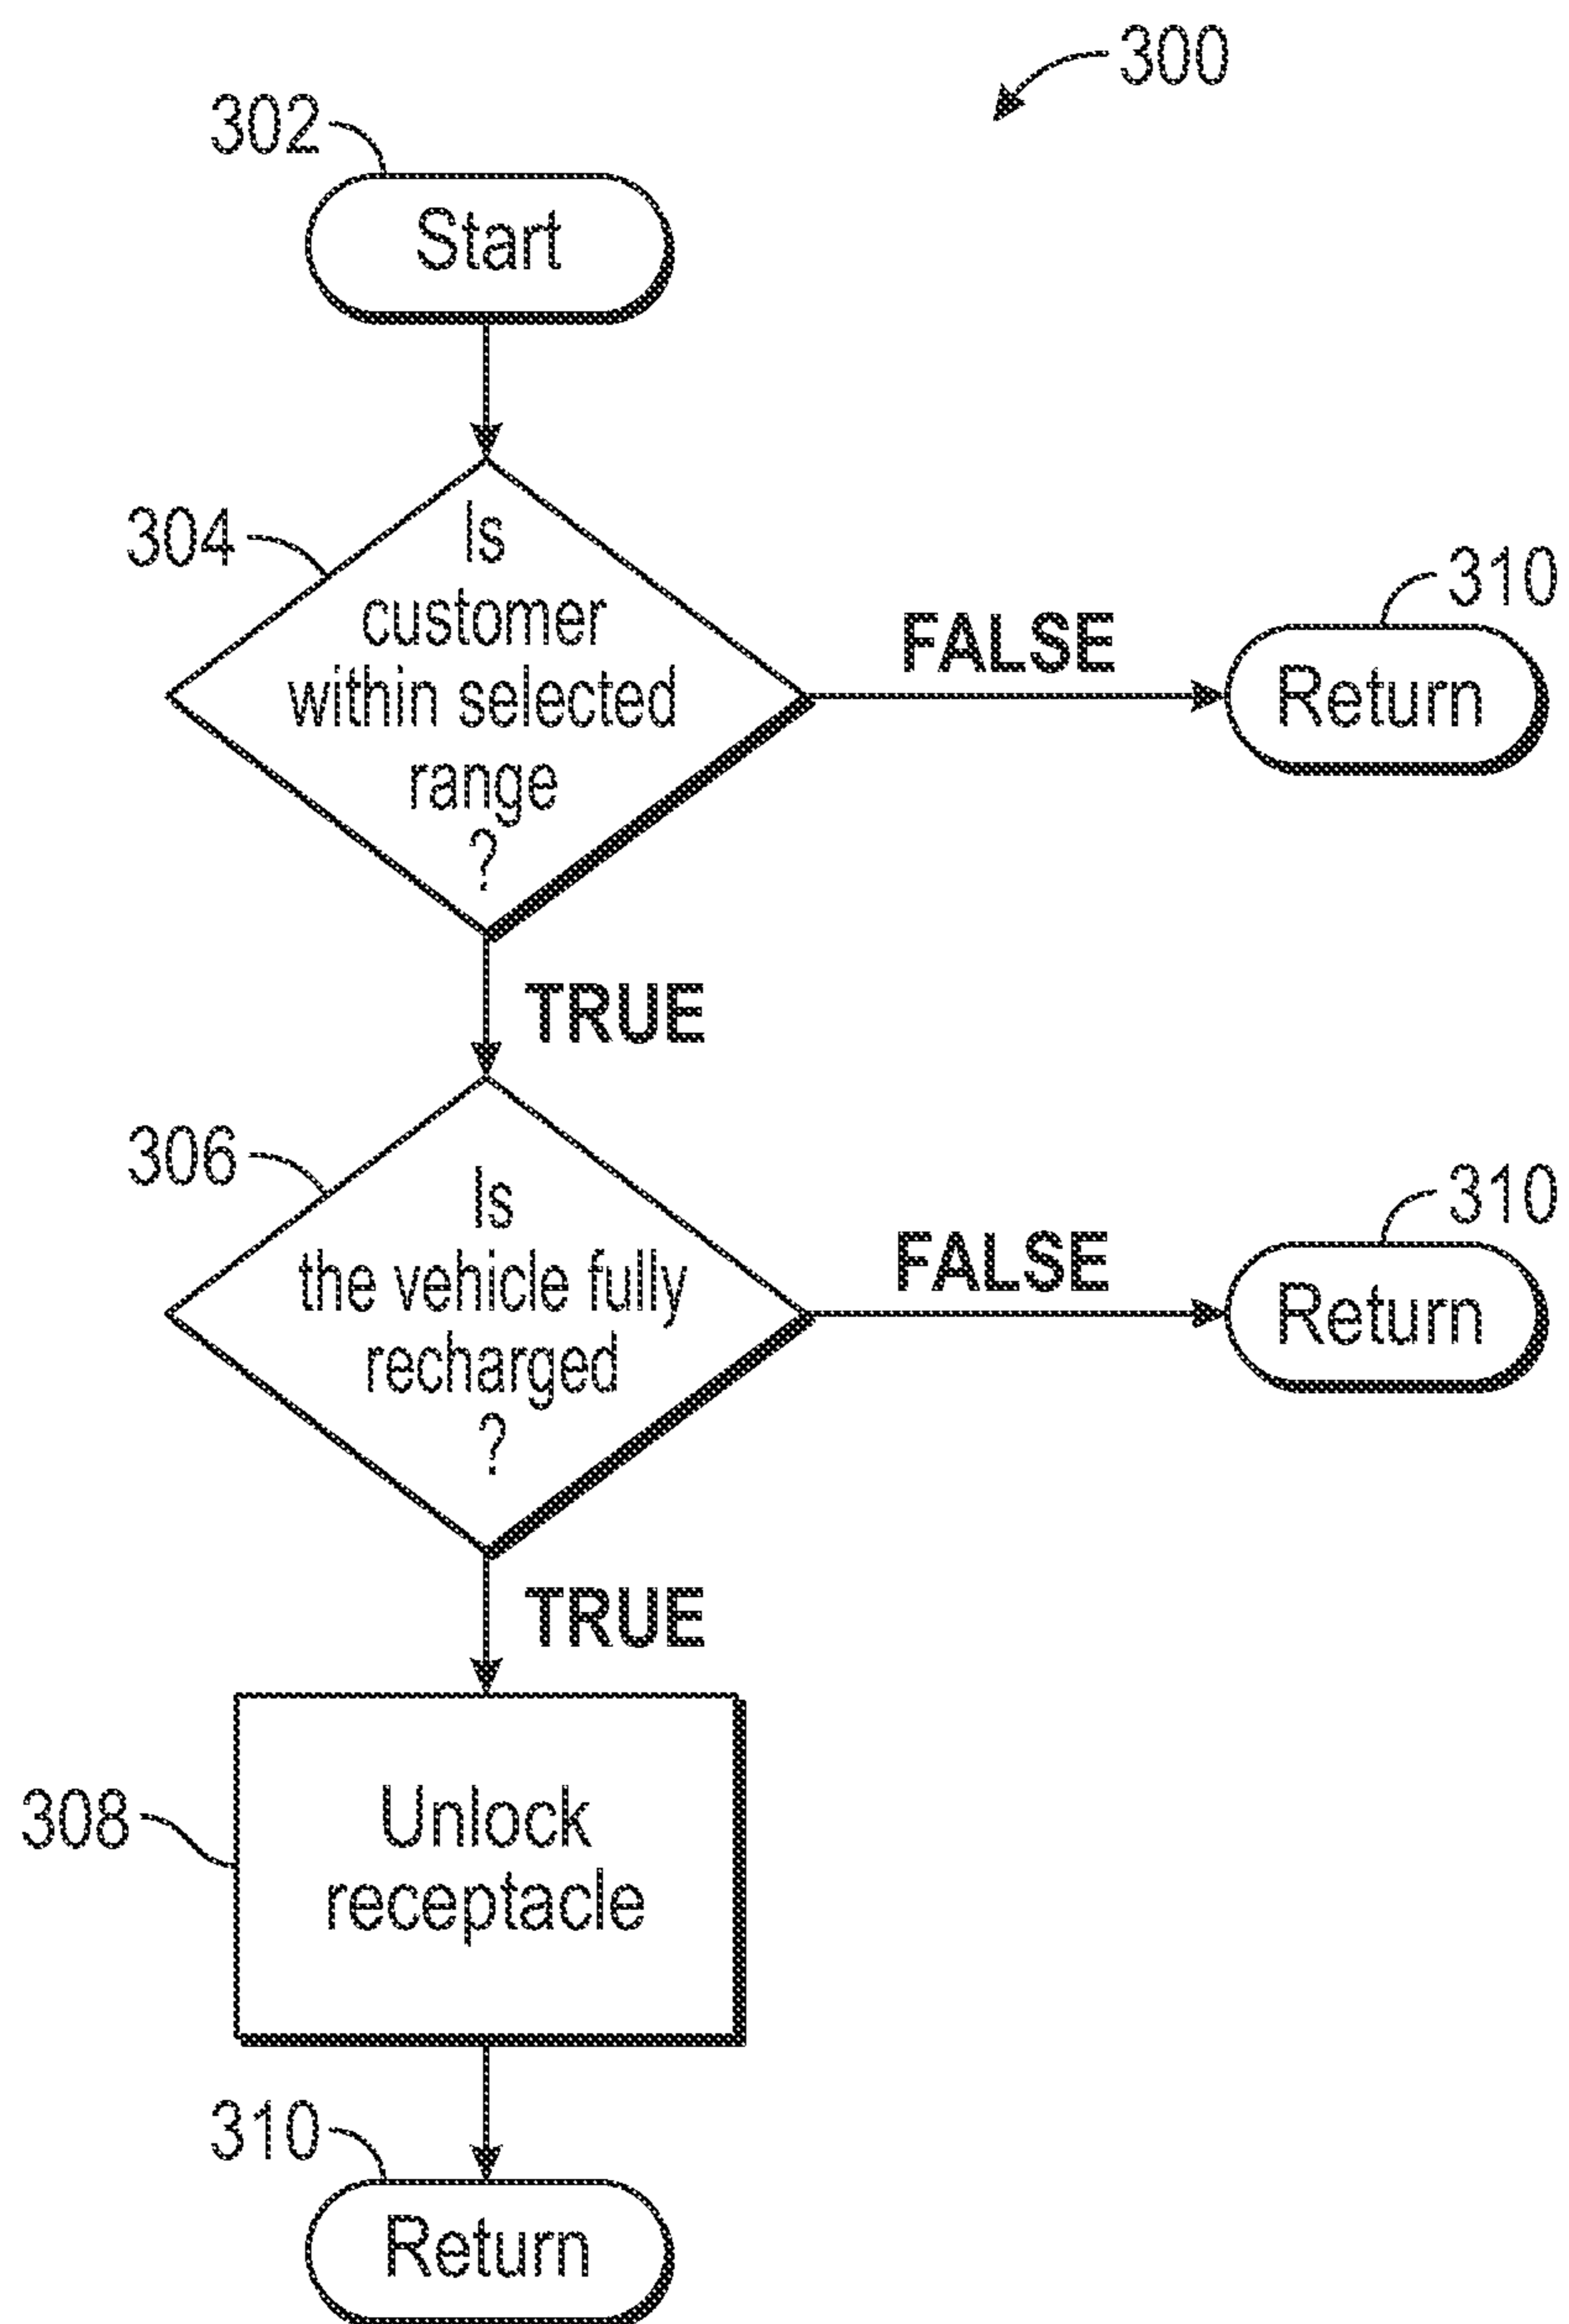 300
302
Start
304
Is
customer
within selected
range
?
FALSE
310
Return
TRUE
306
Is
the vehicle fully
recharged
?
FALSE
310
Return
TRUE
308
Unlock
receptacle
310
Return